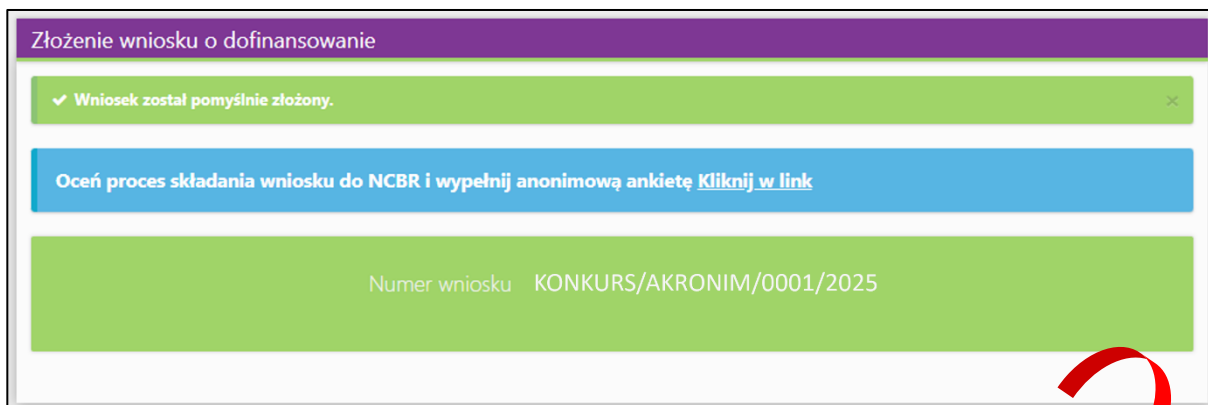 Złożenie wniosku o dofinansowanie
✔ Wniosek został pomyślnie złożony. ×
Oceń proces składania wniosku do NCBR i wypełnij anonimową ankietę Kliknij w link
Numer wniosku KONKURS/AKRONIM/0001/2025